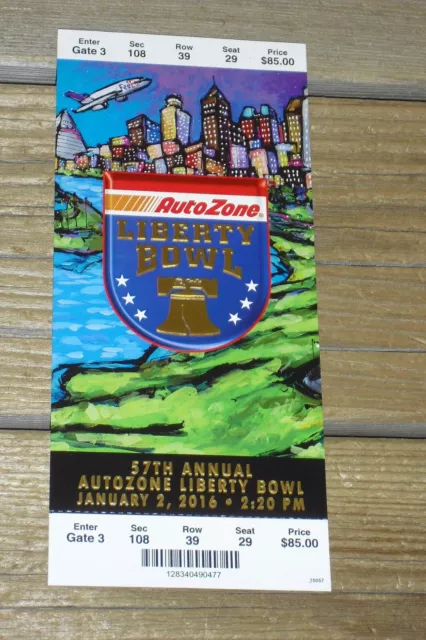 Enter Sec Row Seat Price
Gate 3 108 39 29 $85.00
FedEx
AutoZone®
LIBERTY
BOWL
57TH ANNUAL
AUTOZONE LIBERTY BOWL
JANUARY 2, 2016 • 2:20 PM
Enter Sec Row Seat Price
Gate 3 108 39 29 $85.00
128340490477